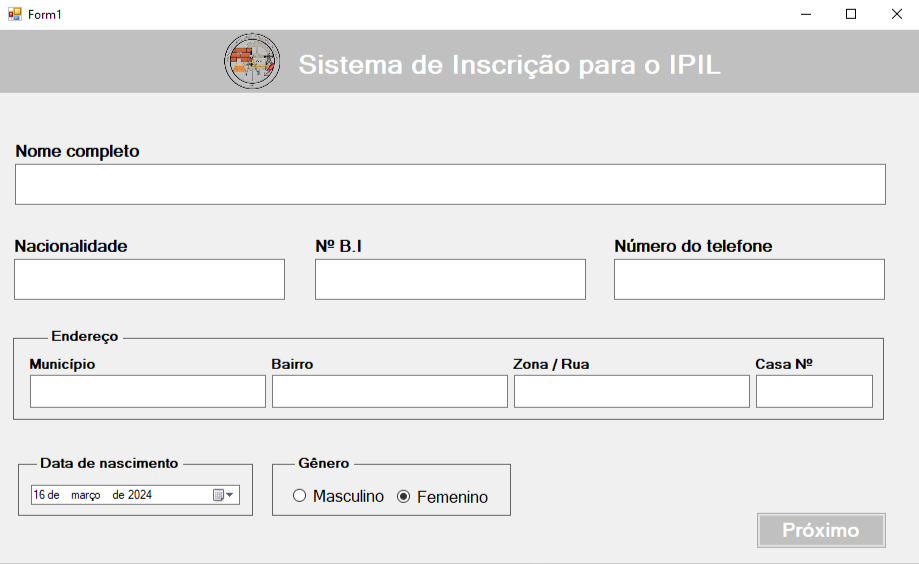 Form1
Sistema de Inscrição para o IPIL
Nome completo
Nacionalidade Nº B.I Número do telefone
Endereço
Município Bairro Zona / Rua Casa Nº
Data de nascimento Gênero
16 de março de 2024 Masculino Femenino
Próximo